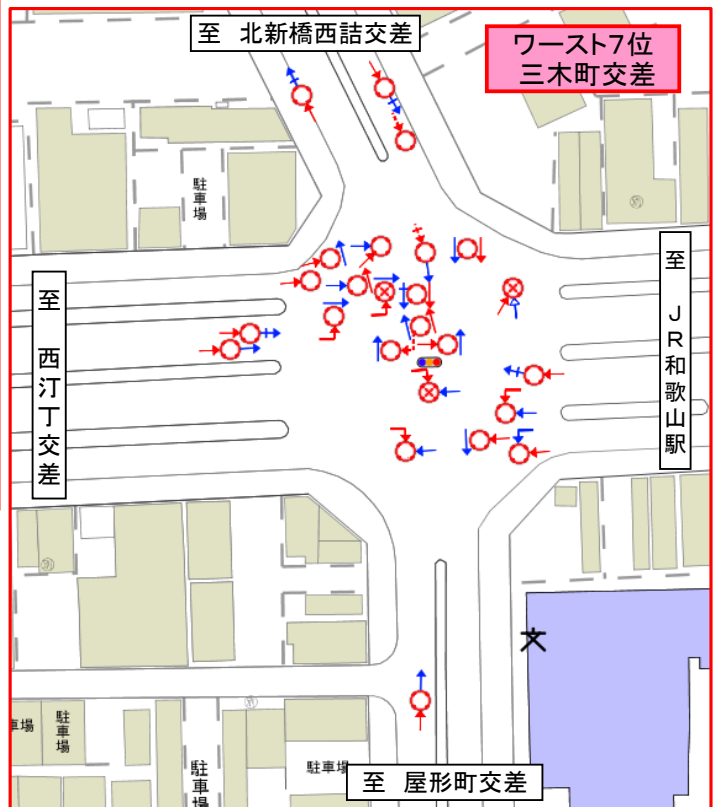 至 北新橋西詰交差
ワースト7位
三木町交差
駐車場
至 西汀丁交差
至 JR和歌山駅
文
車場
駐車場
駐車場
駐車場
至 屋形町交差